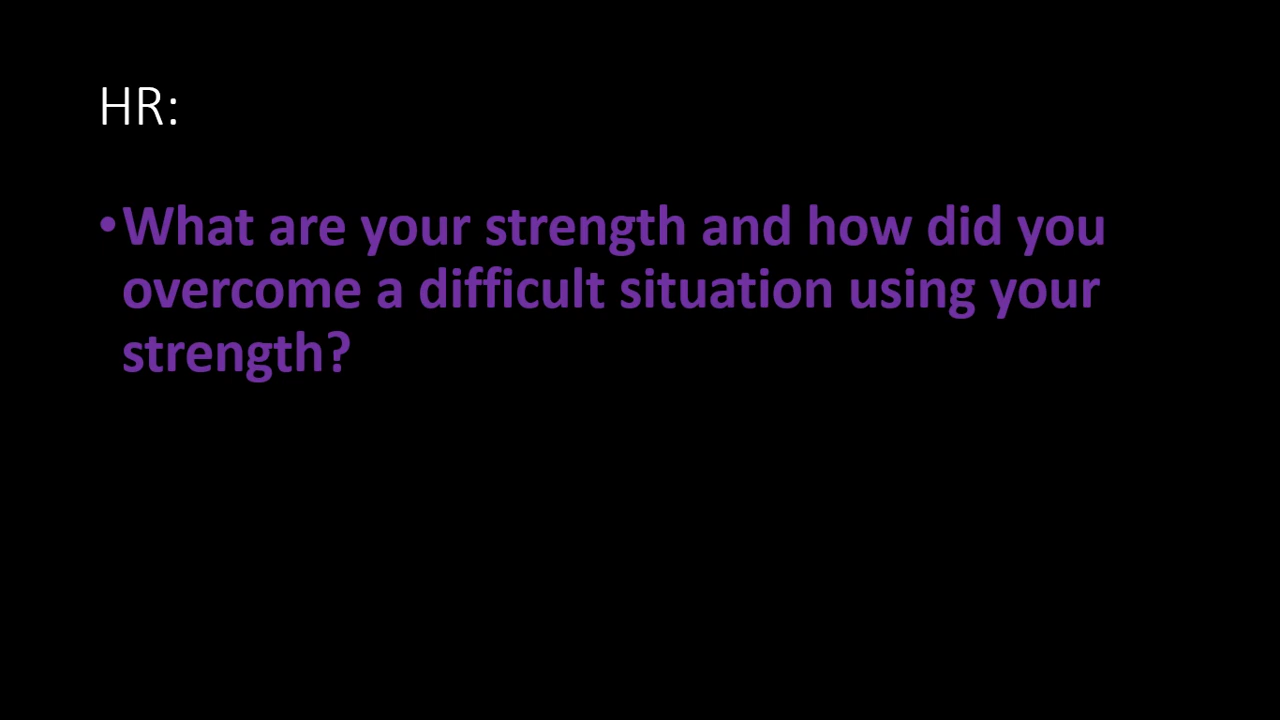 HR:
•What are your strength and how did you
overcome a difficult situation using your
strength?